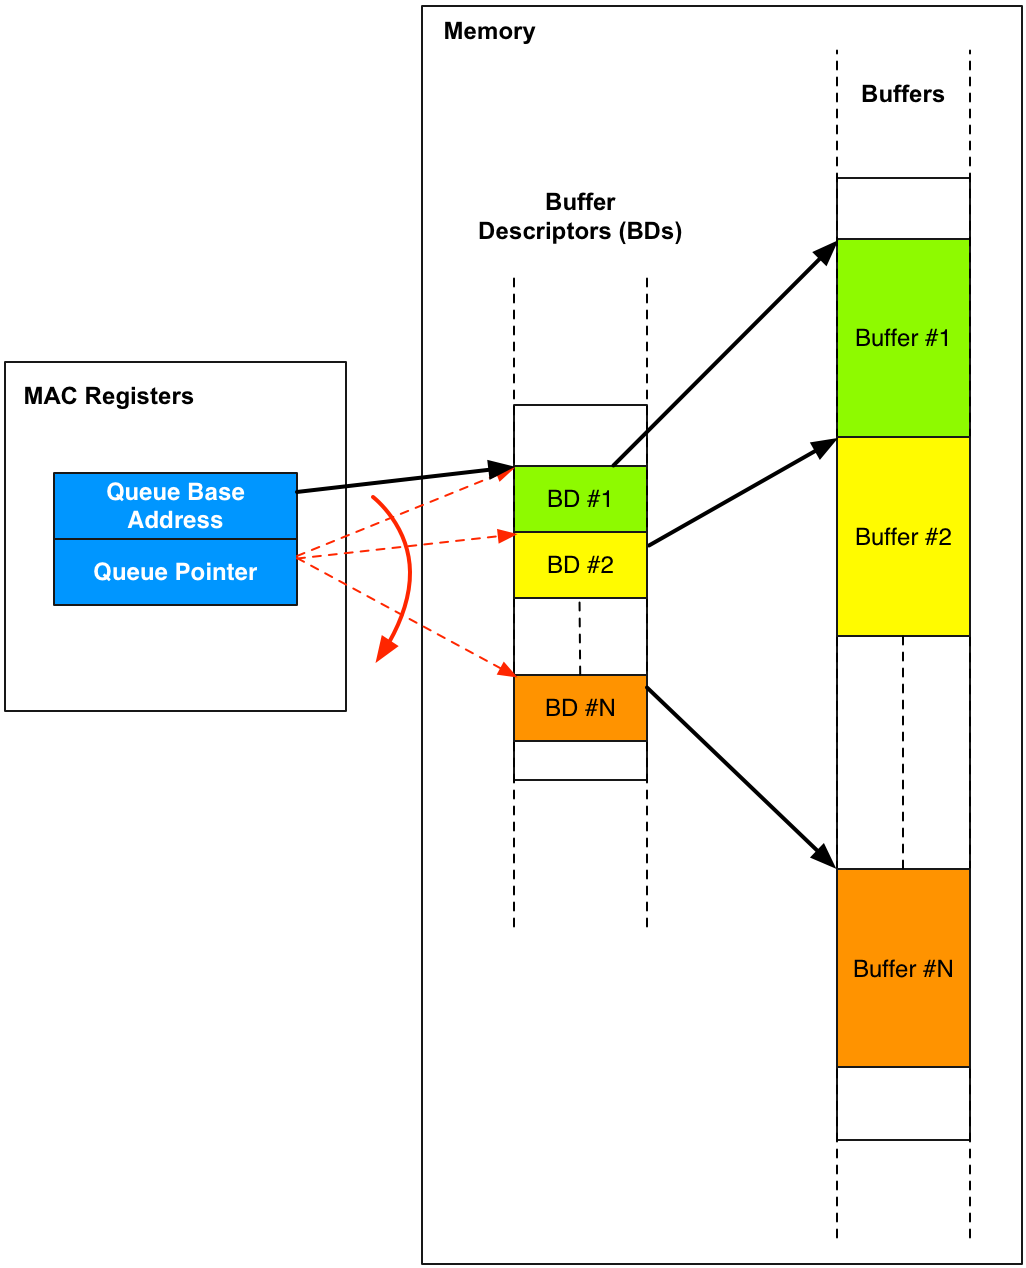 Memory
Buffers
Buffer
Descriptors (BDs)
MAC Registers
Queue Base
Address
Queue Pointer
BD #1
BD #2
BD #N
Buffer #1
Buffer #2
Buffer #N